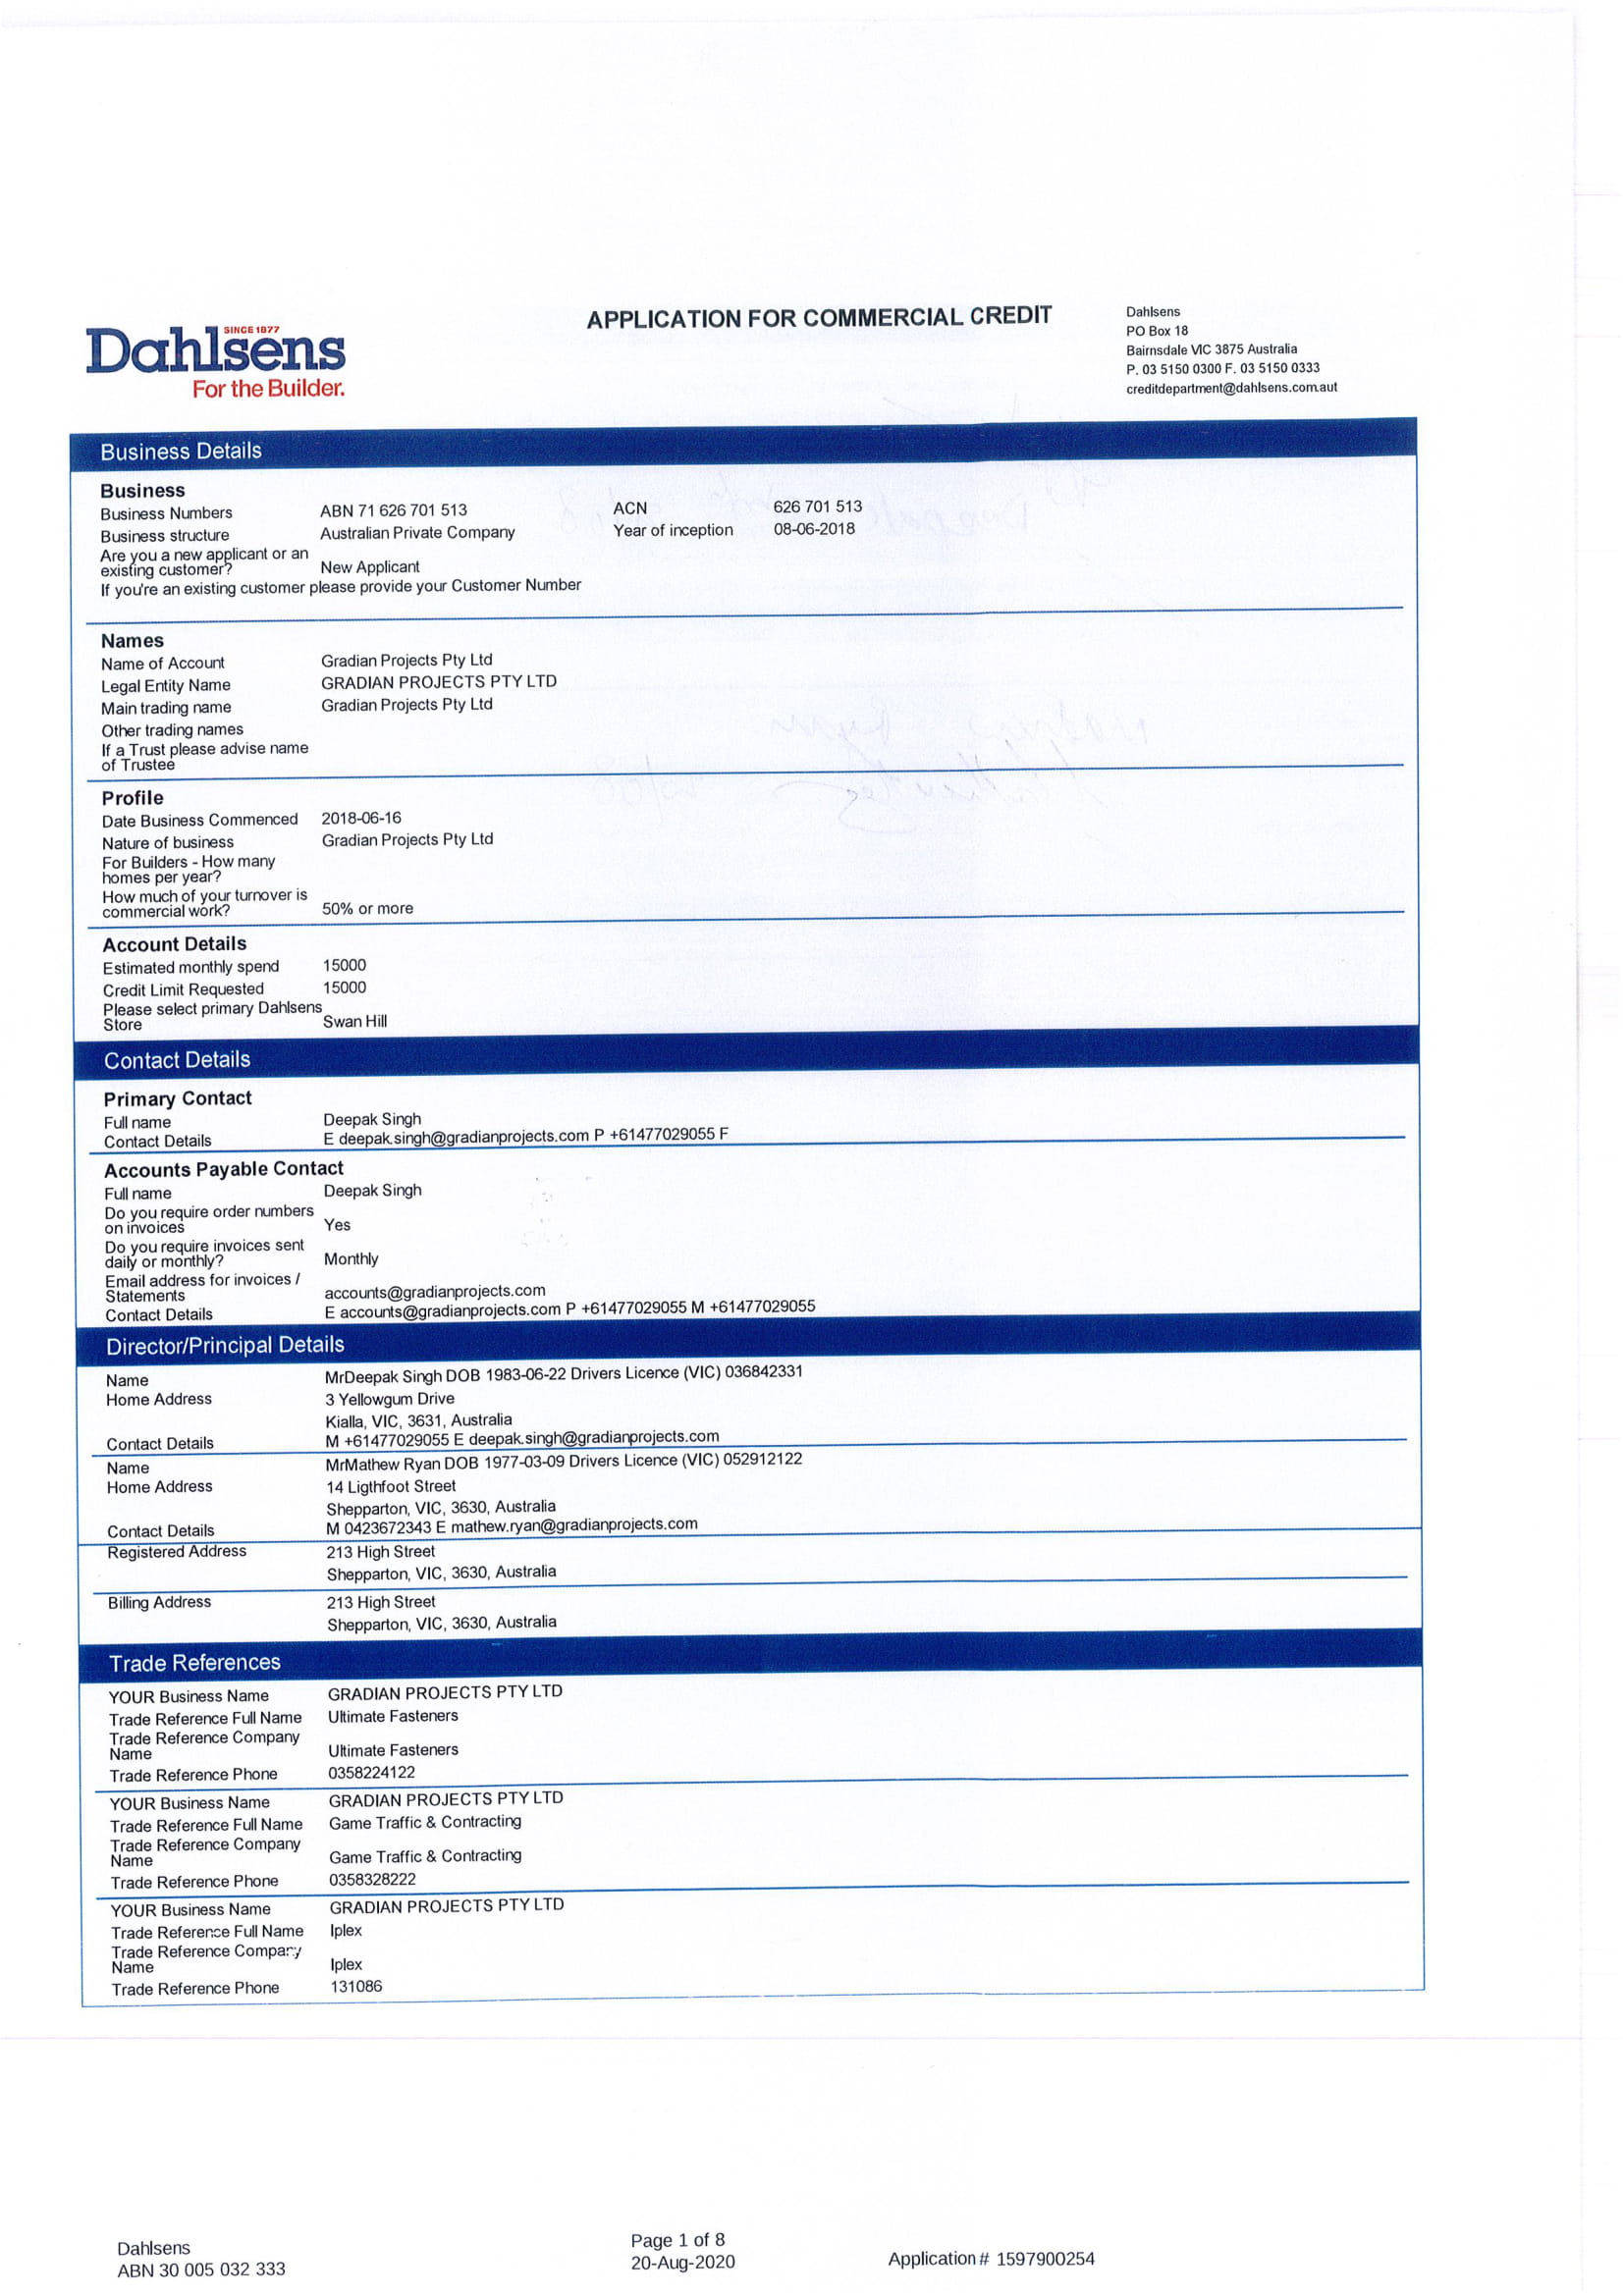 SINCE 1877
Dahlsens
For the Builder.
APPLICATION FOR COMMERCIAL CREDIT
Dahlsens
PO Box 18
Bairnsdale VIC 3875 Australia
P. 03 5150 0300 F. 03 5150 0333
creditdepartment@dahlsens.com.aut
Business Details
Business
Business Numbers ABN 71 626 701 513 ACN 626 701 513
Business structure Australian Private Company Year of inception 08-06-2018
Are you a new applicant or an
existing customer? New Applicant
If you're an existing customer please provide your Customer Number
Names
Name of Account Gradian Projects Pty Ltd
Legal Entity Name GRADIAN PROJECTS PTY LTD
Main trading name Gradian Projects Pty Ltd
Other trading names
If a Trust please advise name
of Trustee
Profile
Date Business Commenced 2018-06-16
Nature of business Gradian Projects Pty Ltd
For Builders - How many
homes per year?
How much of your turnover is
commercial work? 50% or more
Account Details
Estimated monthly spend 15000
Credit Limit Requested 15000
Please select primary Dahlsens
Store Swan Hill
Contact Details
Primary Contact
Full name Deepak Singh
Contact Details E deepak.singh@gradianprojects.com P +61477029055 F
Accounts Payable Contact
Full name Deepak Singh
Do you require order numbers
on invoices Yes
Do you require invoices sent
daily or monthly? Monthly
Email address for invoices /
Statements accounts@gradianprojects.com
Contact Details E accounts@gradianprojects.com P +61477029055 M +61477029055
Director/Principal Details
Name MrDeepak Singh DOB 1983-06-22 Drivers Licence (VIC) 036842331
Home Address 3 Yellowgum Drive
Kialla, VIC, 3631, Australia
Contact Details M +61477029055 E deepak.singh@gradianprojects.com
Name MrMathew Ryan DOB 1977-03-09 Drivers Licence (VIC) 052912122
Home Address 14 Ligthfoot Street
Shepparton, VIC, 3630, Australia
Contact Details M 0423672343 E mathew.ryan@gradianprojects.com
Registered Address 213 High Street
Shepparton, VIC, 3630, Australia
Billing Address 213 High Street
Shepparton, VIC, 3630, Australia
Trade References
YOUR Business Name GRADIAN PROJECTS PTY LTD
Trade Reference Full Name Ultimate Fasteners
Trade Reference Company
Name Ultimate Fasteners
Trade Reference Phone 0358224122
YOUR Business Name GRADIAN PROJECTS PTY LTD
Trade Reference Full Name Game Traffic & Contracting
Trade Reference Company
Name Game Traffic & Contracting
Trade Reference Phone 0358328222
YOUR Business Name GRADIAN PROJECTS PTY LTD
Trade Reference Full Name Iplex
Trade Reference Company
Name Iplex
Trade Reference Phone 131086
Dahlsens
ABN 30 005 032 333
Page 1 of 8
20-Aug-2020
Application # 1597900254